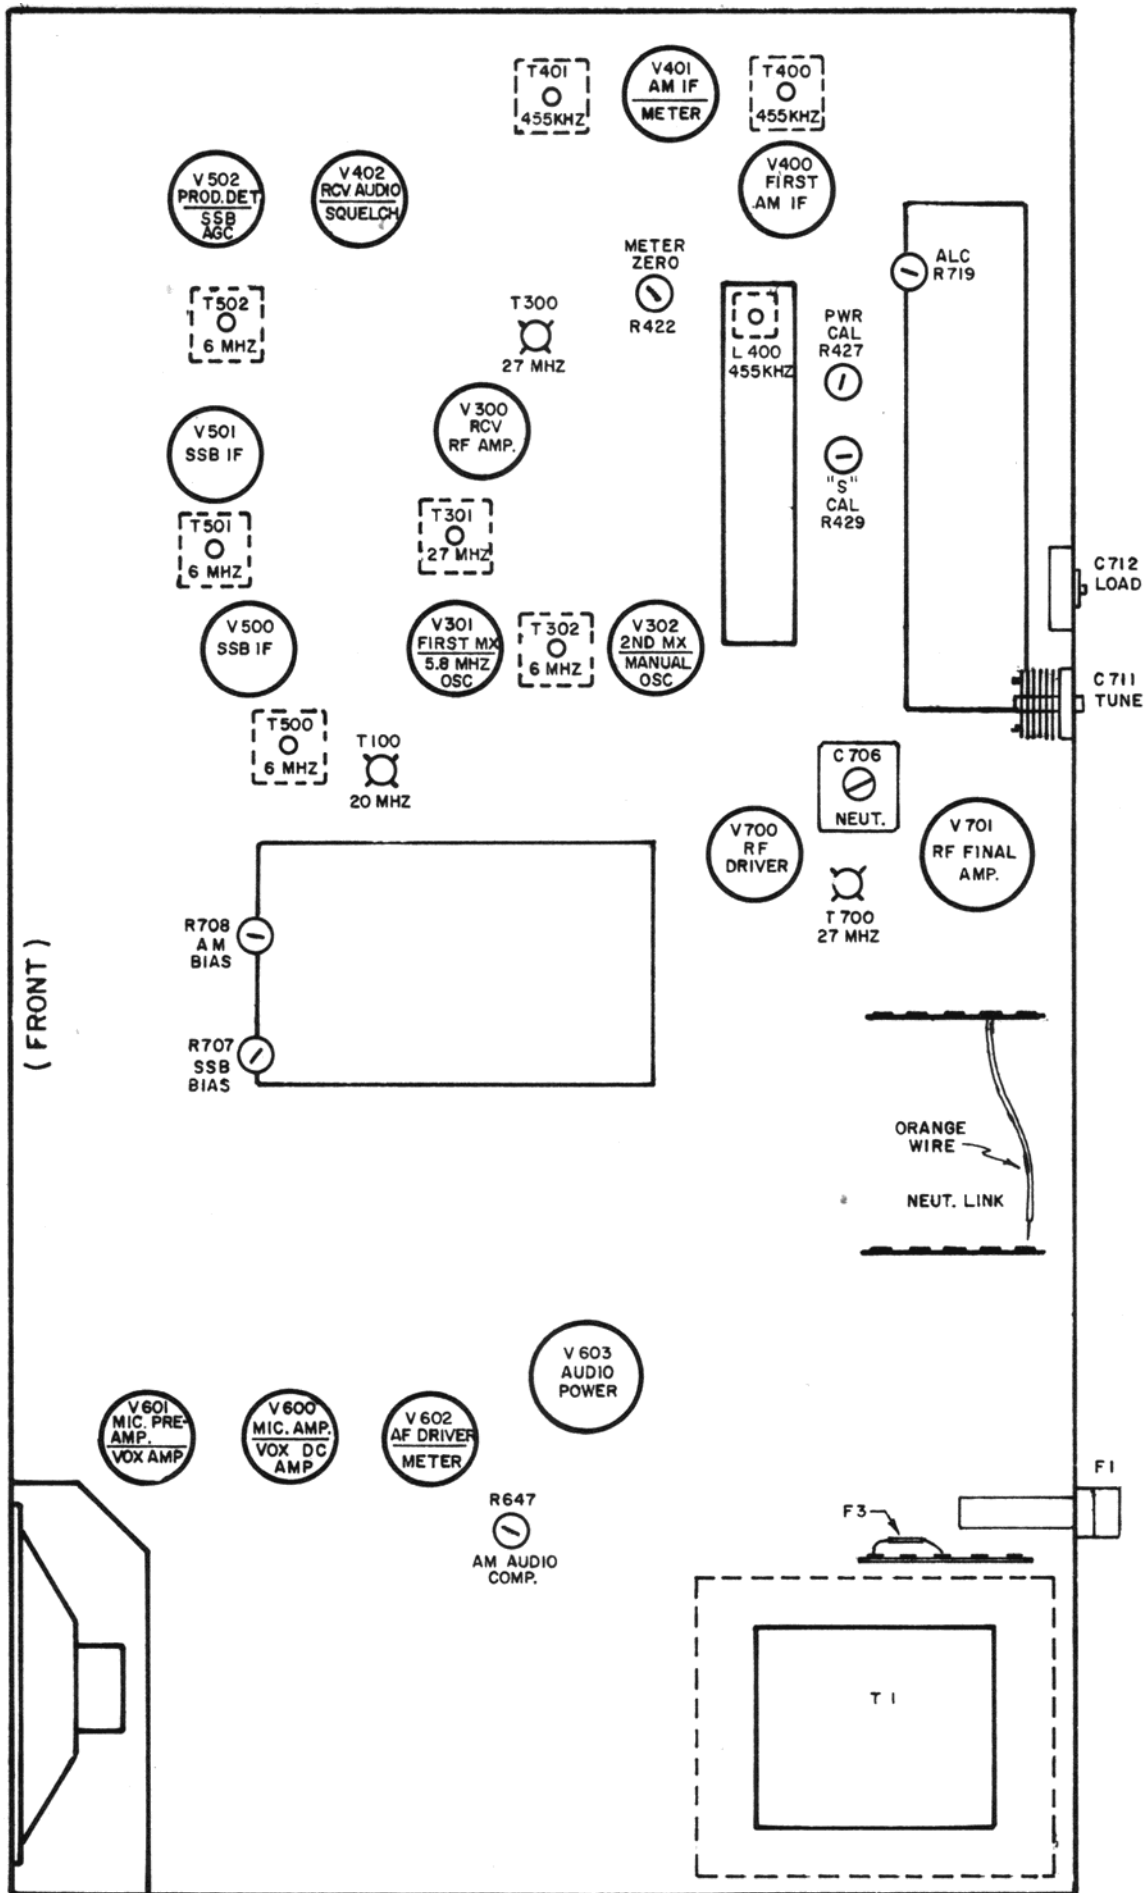 T401
455KHZ
V401
AM IF
METER
T400
455KHZ
V502
PROD. DET
SSB
AGC
V402
RCV AUDIO
SQUELCH
V400
FIRST
AM IF
METER
ZERO
R422
ALC
R719
T502
6 MHZ
T300
27 MHZ
L400
455KHZ
PWR
CAL
R427
V501
SSB IF
V300
RCV
RF AMP.
"S"
CAL
R429
T501
6 MHZ
T301
27 MHZ
C712
LOAD
V500
SSB IF
V301
FIRST MX
5.8 MHZ
OSC
T302
6 MHZ
V302
2ND MX
MANUAL
OSC
C711
TUNE
T500
6 MHZ
T100
20 MHZ
C706
NEUT.
V700
RF
DRIVER
V701
RF FINAL
AMP.
T700
27 MHZ
(FRONT)
R708
AM
BIAS
R707
SSB
BIAS
ORANGE
WIRE
NEUT. LINK
V603
AUDIO
POWER
V601
MIC. PRE-
AMP.
VOX AMP
V600
MIC. AMP.
VOX DC
AMP
V602
AF DRIVER
METER
R647
AM AUDIO
COMP.
F1
F3
T1